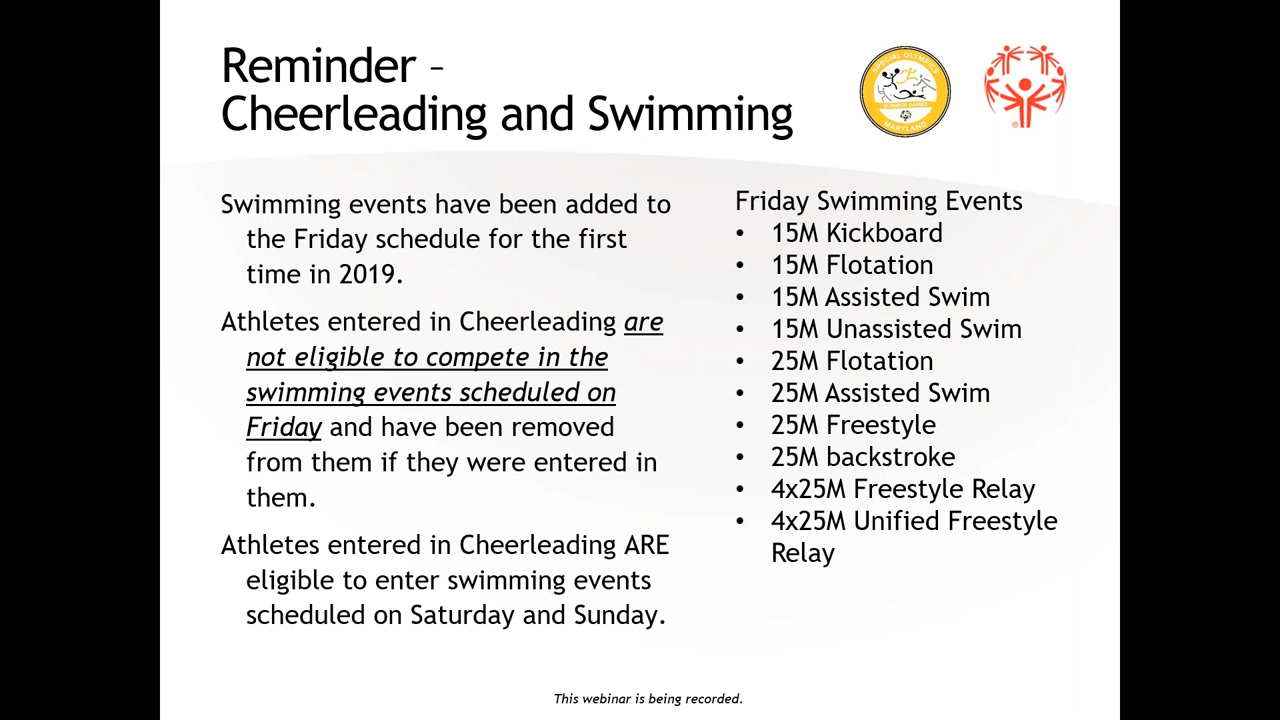 Reminder –
Cheerleading and Swimming
SPECIAL OLYMPICS
SUMMER GAMES
MARYLAND
Swimming events have been added to
the Friday schedule for the first
time in 2019.
Athletes entered in Cheerleading are
not eligible to compete in the
swimming events scheduled on
Friday and have been removed
from them if they were entered in
them.
Athletes entered in Cheerleading ARE
eligible to enter swimming events
scheduled on Saturday and Sunday.
Friday Swimming Events
• 15M Kickboard
• 15M Flotation
• 15M Assisted Swim
• 15M Unassisted Swim
• 25M Flotation
• 25M Assisted Swim
• 25M Freestyle
• 25M backstroke
• 4x25M Freestyle Relay
• 4x25M Unified Freestyle
Relay
This webinar is being recorded.